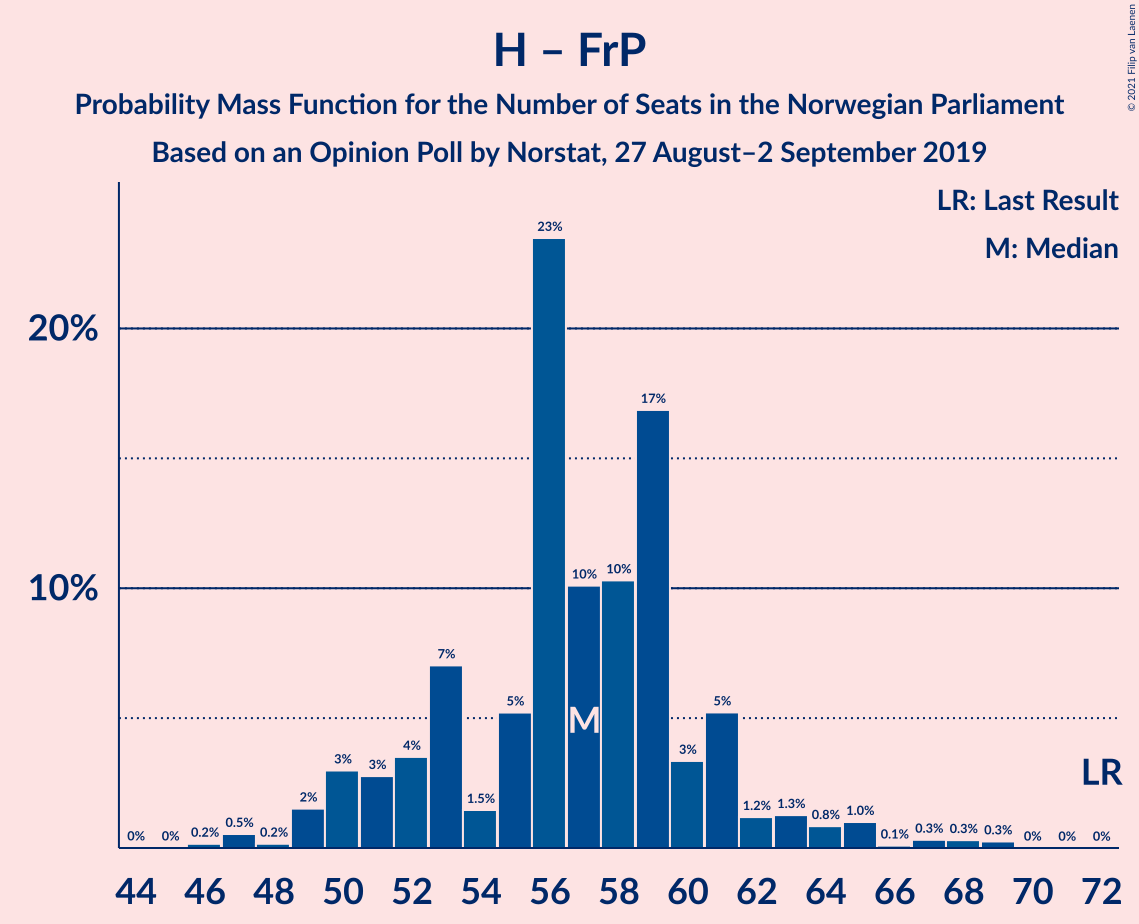 H – FrP
Probability Mass Function for the Number of Seats in the Norwegian Parliament
Based on an Opinion Poll by Norstat, 27 August–2 September 2019
© 2021 Filip van Laenen
LR: Last Result
M: Median
20%
10%
0% 0% 0.2% 0.5% 0.2% 2% 3% 3% 4% 7% 1.5% 5% 23% 10% 10% 17% 3% 5% 1.2% 1.3% 0.8% 1.0% 0.1% 0.3% 0.3% 0.3% 0% 0% 0%
M
LR
44 46 48 50 52 54 56 58 60 62 64 66 68 70 72